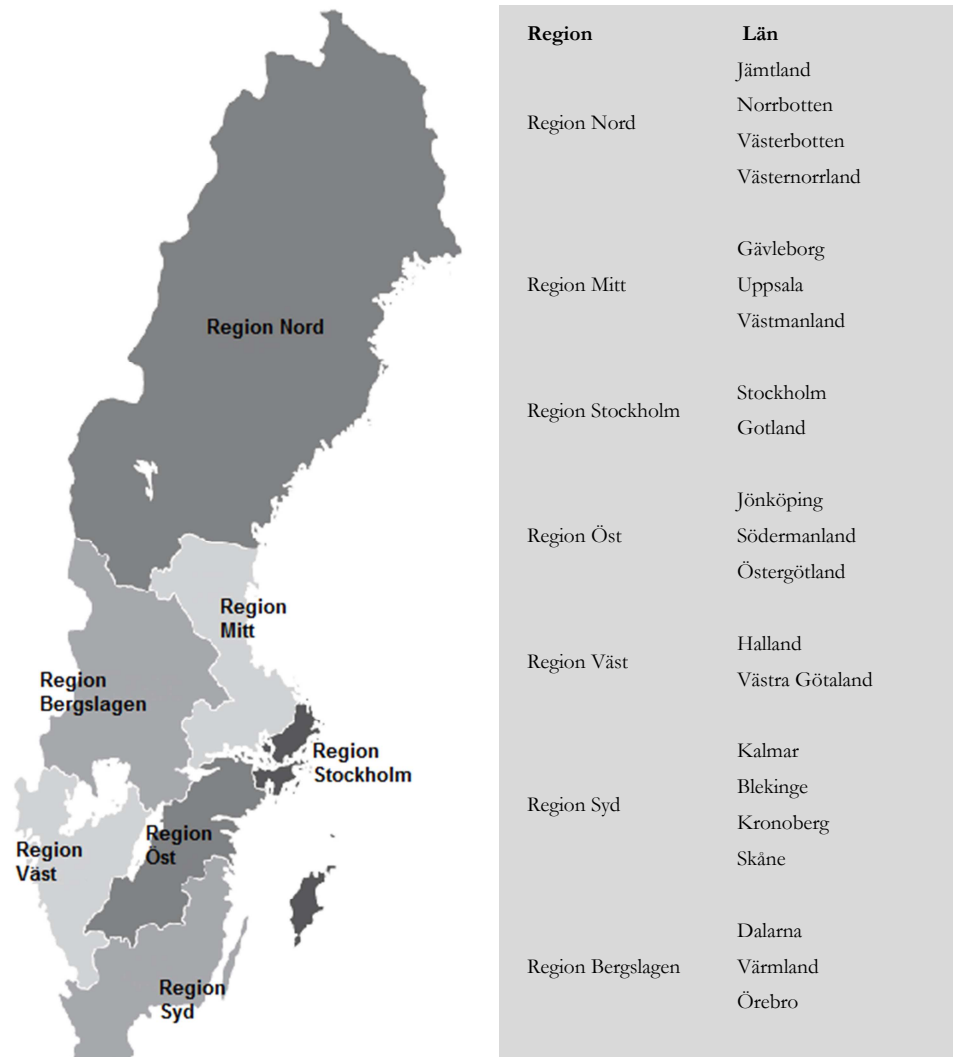 Region Nord
Region
Mitt
Region
Bergslagen
Region
Stockholm
Region
Öst
Region
Väst
Region
Syd
Region Län
Jämtland
Norrbotten
Region Nord
Västerbotten
Västernorrland
Gävleborg
Region Mitt Uppsala
Västmanland
Stockholm
Region Stockholm
Gotland
Jönköping
Region Öst Södermanland
Östergötland
Halland
Region Väst
Västra Götaland
Kalmar
Blekinge
Region Syd
Kronoberg
Skåne
Dalarna
Region Bergslagen Värmland
Örebro